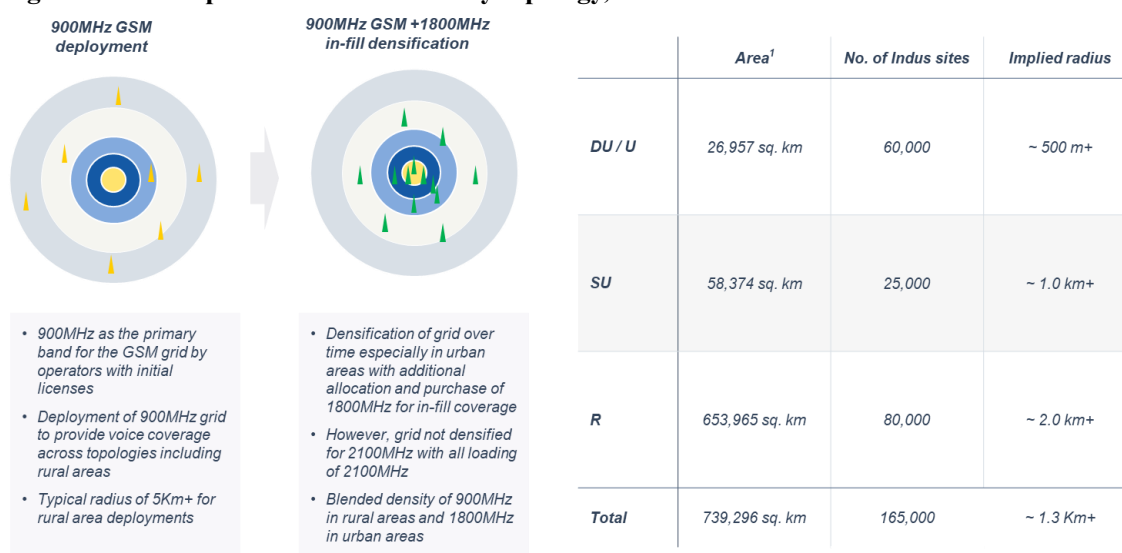 900MHz GSM
deployment
900MHz GSM +1800MHz
in-fill densification
• 900MHz as the primary
band for the GSM grid by
operators with initial
licenses
• Deployment of 900MHz grid
to provide voice coverage
across topologies including
rural areas
• Typical radius of 5Km+ for
rural area deployments
• Densification of grid over
time especially in urban
areas with additional
allocation and purchase of
1800MHz for in-fill coverage
• However, grid not densified
for 2100MHz with all loading
of 2100MHz
• Blended density of 900MHz
in rural areas and 1800MHz
in urban areas
Area¹ No. of Indus sites Implied radius
DU / U 26,957 sq. km 60,000 ~ 500 m+
SU 58,374 sq. km 25,000 ~ 1.0 km+
R 653,965 sq. km 80,000 ~ 2.0 km+
Total 739,296 sq. km 165,000 ~ 1.3 Km+